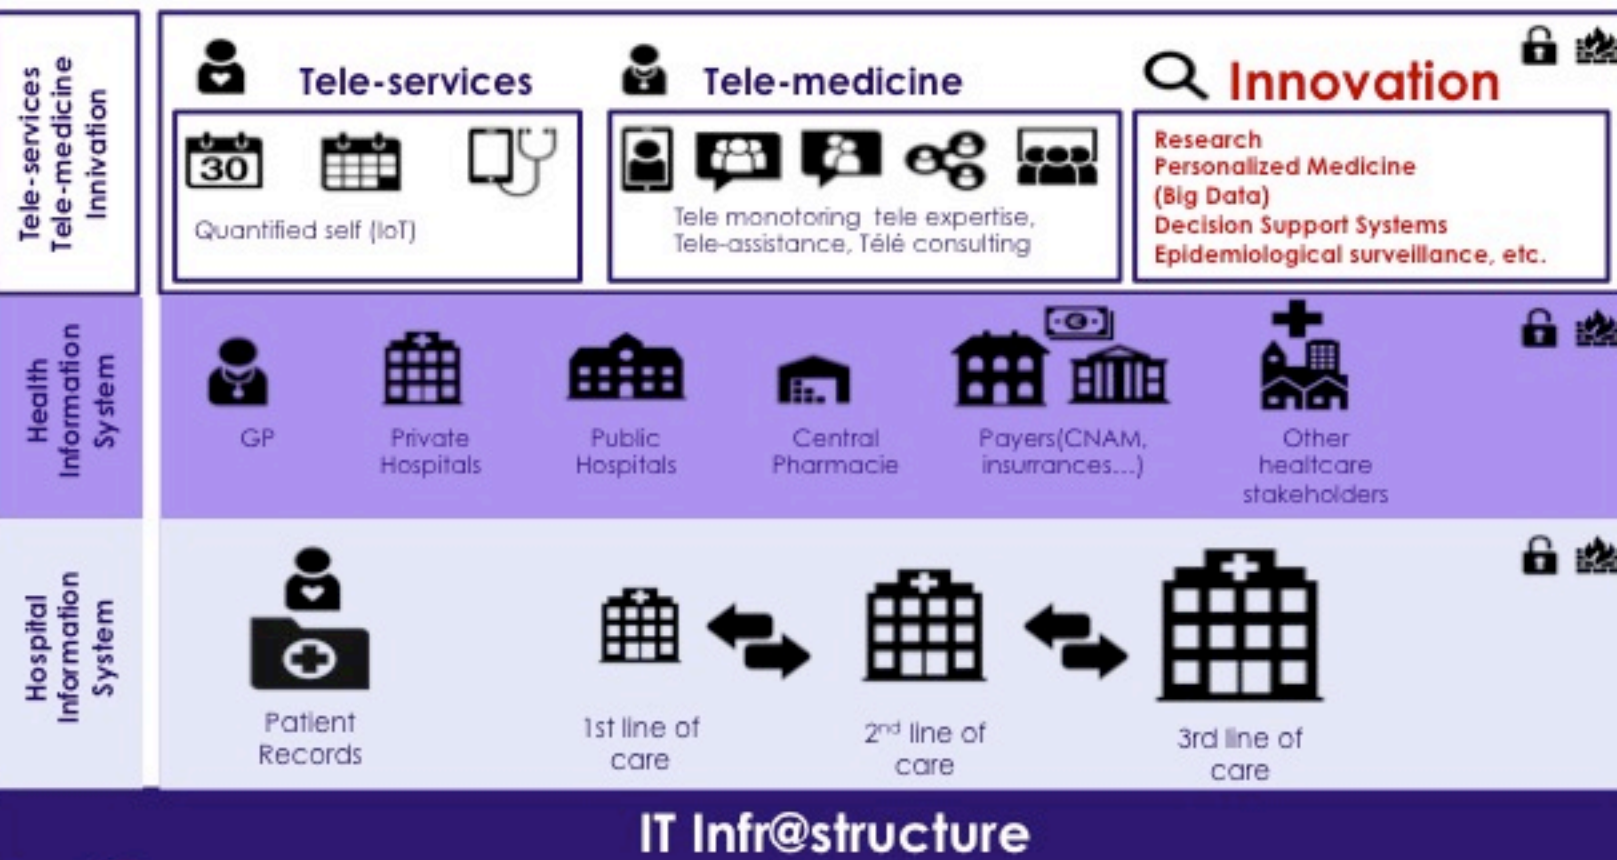 Tele-services
Tele-medicine
Innivation
Tele-services
30
Quantified self (IoT)
Tele-medicine
Tele monotoring tele expertise,
Tele-assistance, Télé consulting
Innovation
Research
Personalized Medicine
(Big Data)
Decision Support Systems
Epidemiological surveillance, etc.
Health
Information
System
GP
Private
Hospitals
Public
Hospitals
Central
Pharmacie
Payers(CNAM,
insurrances...)
Other
healtcare
stakeholders
Hospital
Information
System
Patient
Records
1st line of
care
2nd line of
care
3rd line of
care
IT Infr@structure